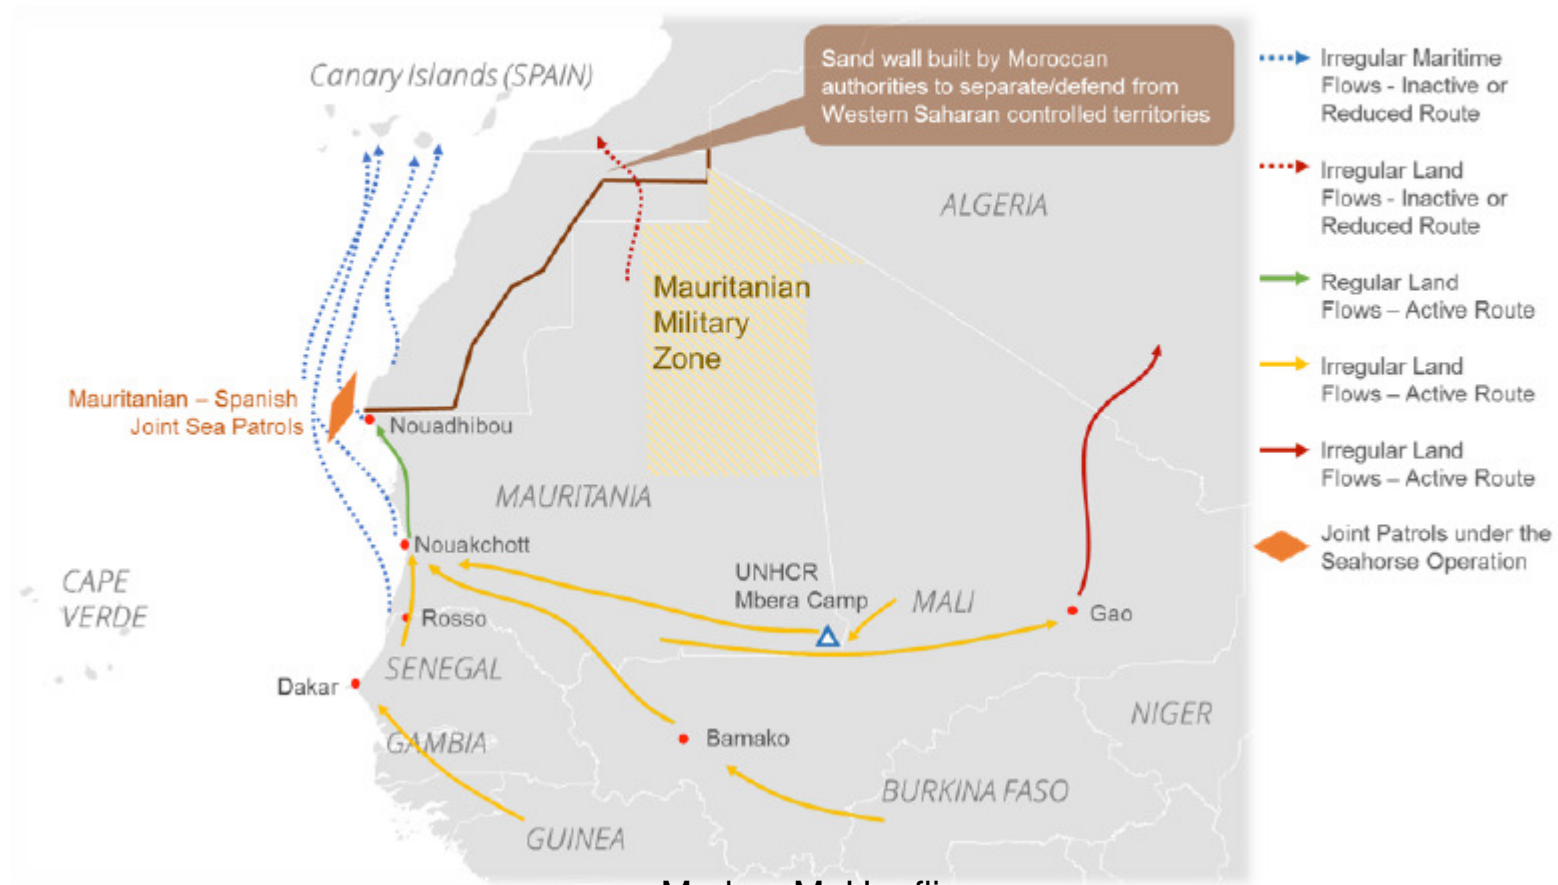 Canary Islands (SPAIN)
Sand wall built by Moroccan
authorities to separate/defend from
Western Saharan controlled territories
ALGERIA
Mauritanian
Military
Zone
Mauritanian – Spanish
Joint Sea Patrols
Nouadhibou
MAURITANIA
Nouakchott
CAPE
VERDE
UNHCR
Mbera Camp
MALI
Gao
Rosso
SENEGAL
Dakar
NIGER
GAMBIA
Bamako
BURKINA FASO
GUINEA
Irregular Maritime
Flows - Inactive or
Reduced Route
Irregular Land
Flows - Inactive or
Reduced Route
Regular Land
Flows – Active Route
Irregular Land
Flows – Active Route
Irregular Land
Flows – Active Route
Joint Patrols under the
Seahorse Operation